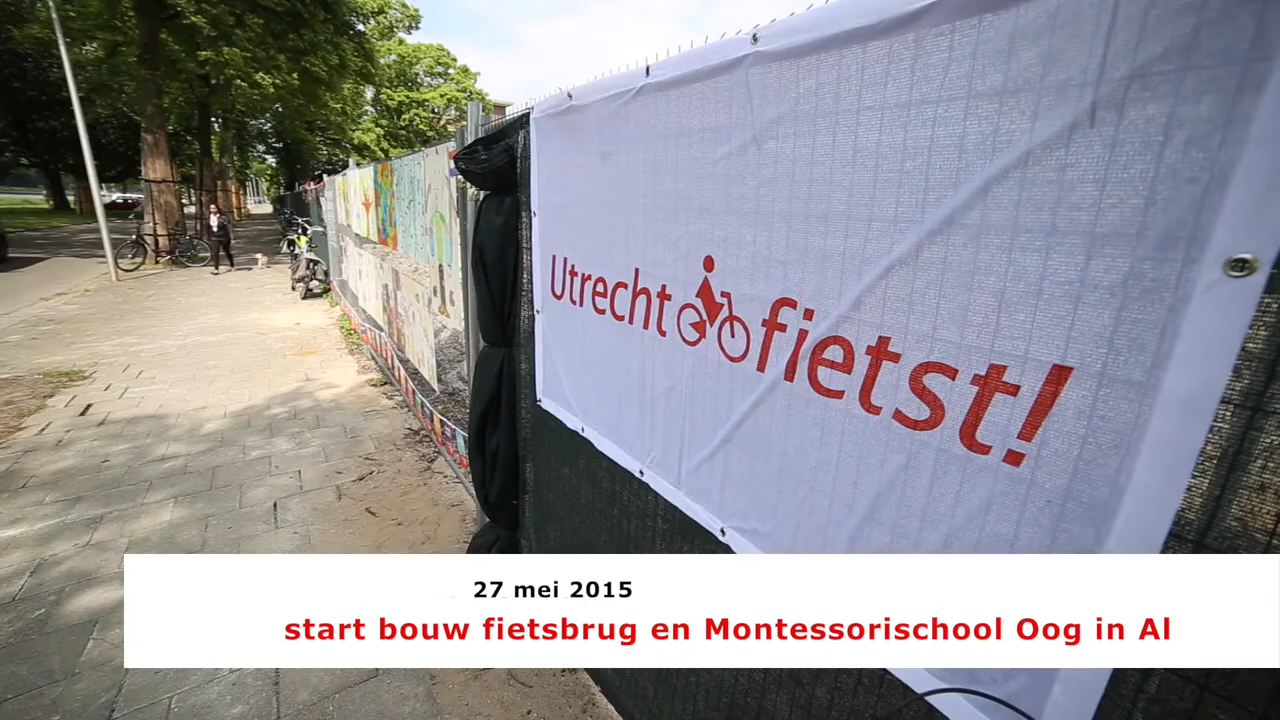 Utrecht fietst!
27 mei 2015
start bouw fietsbrug en Montessorischool Oog in Al